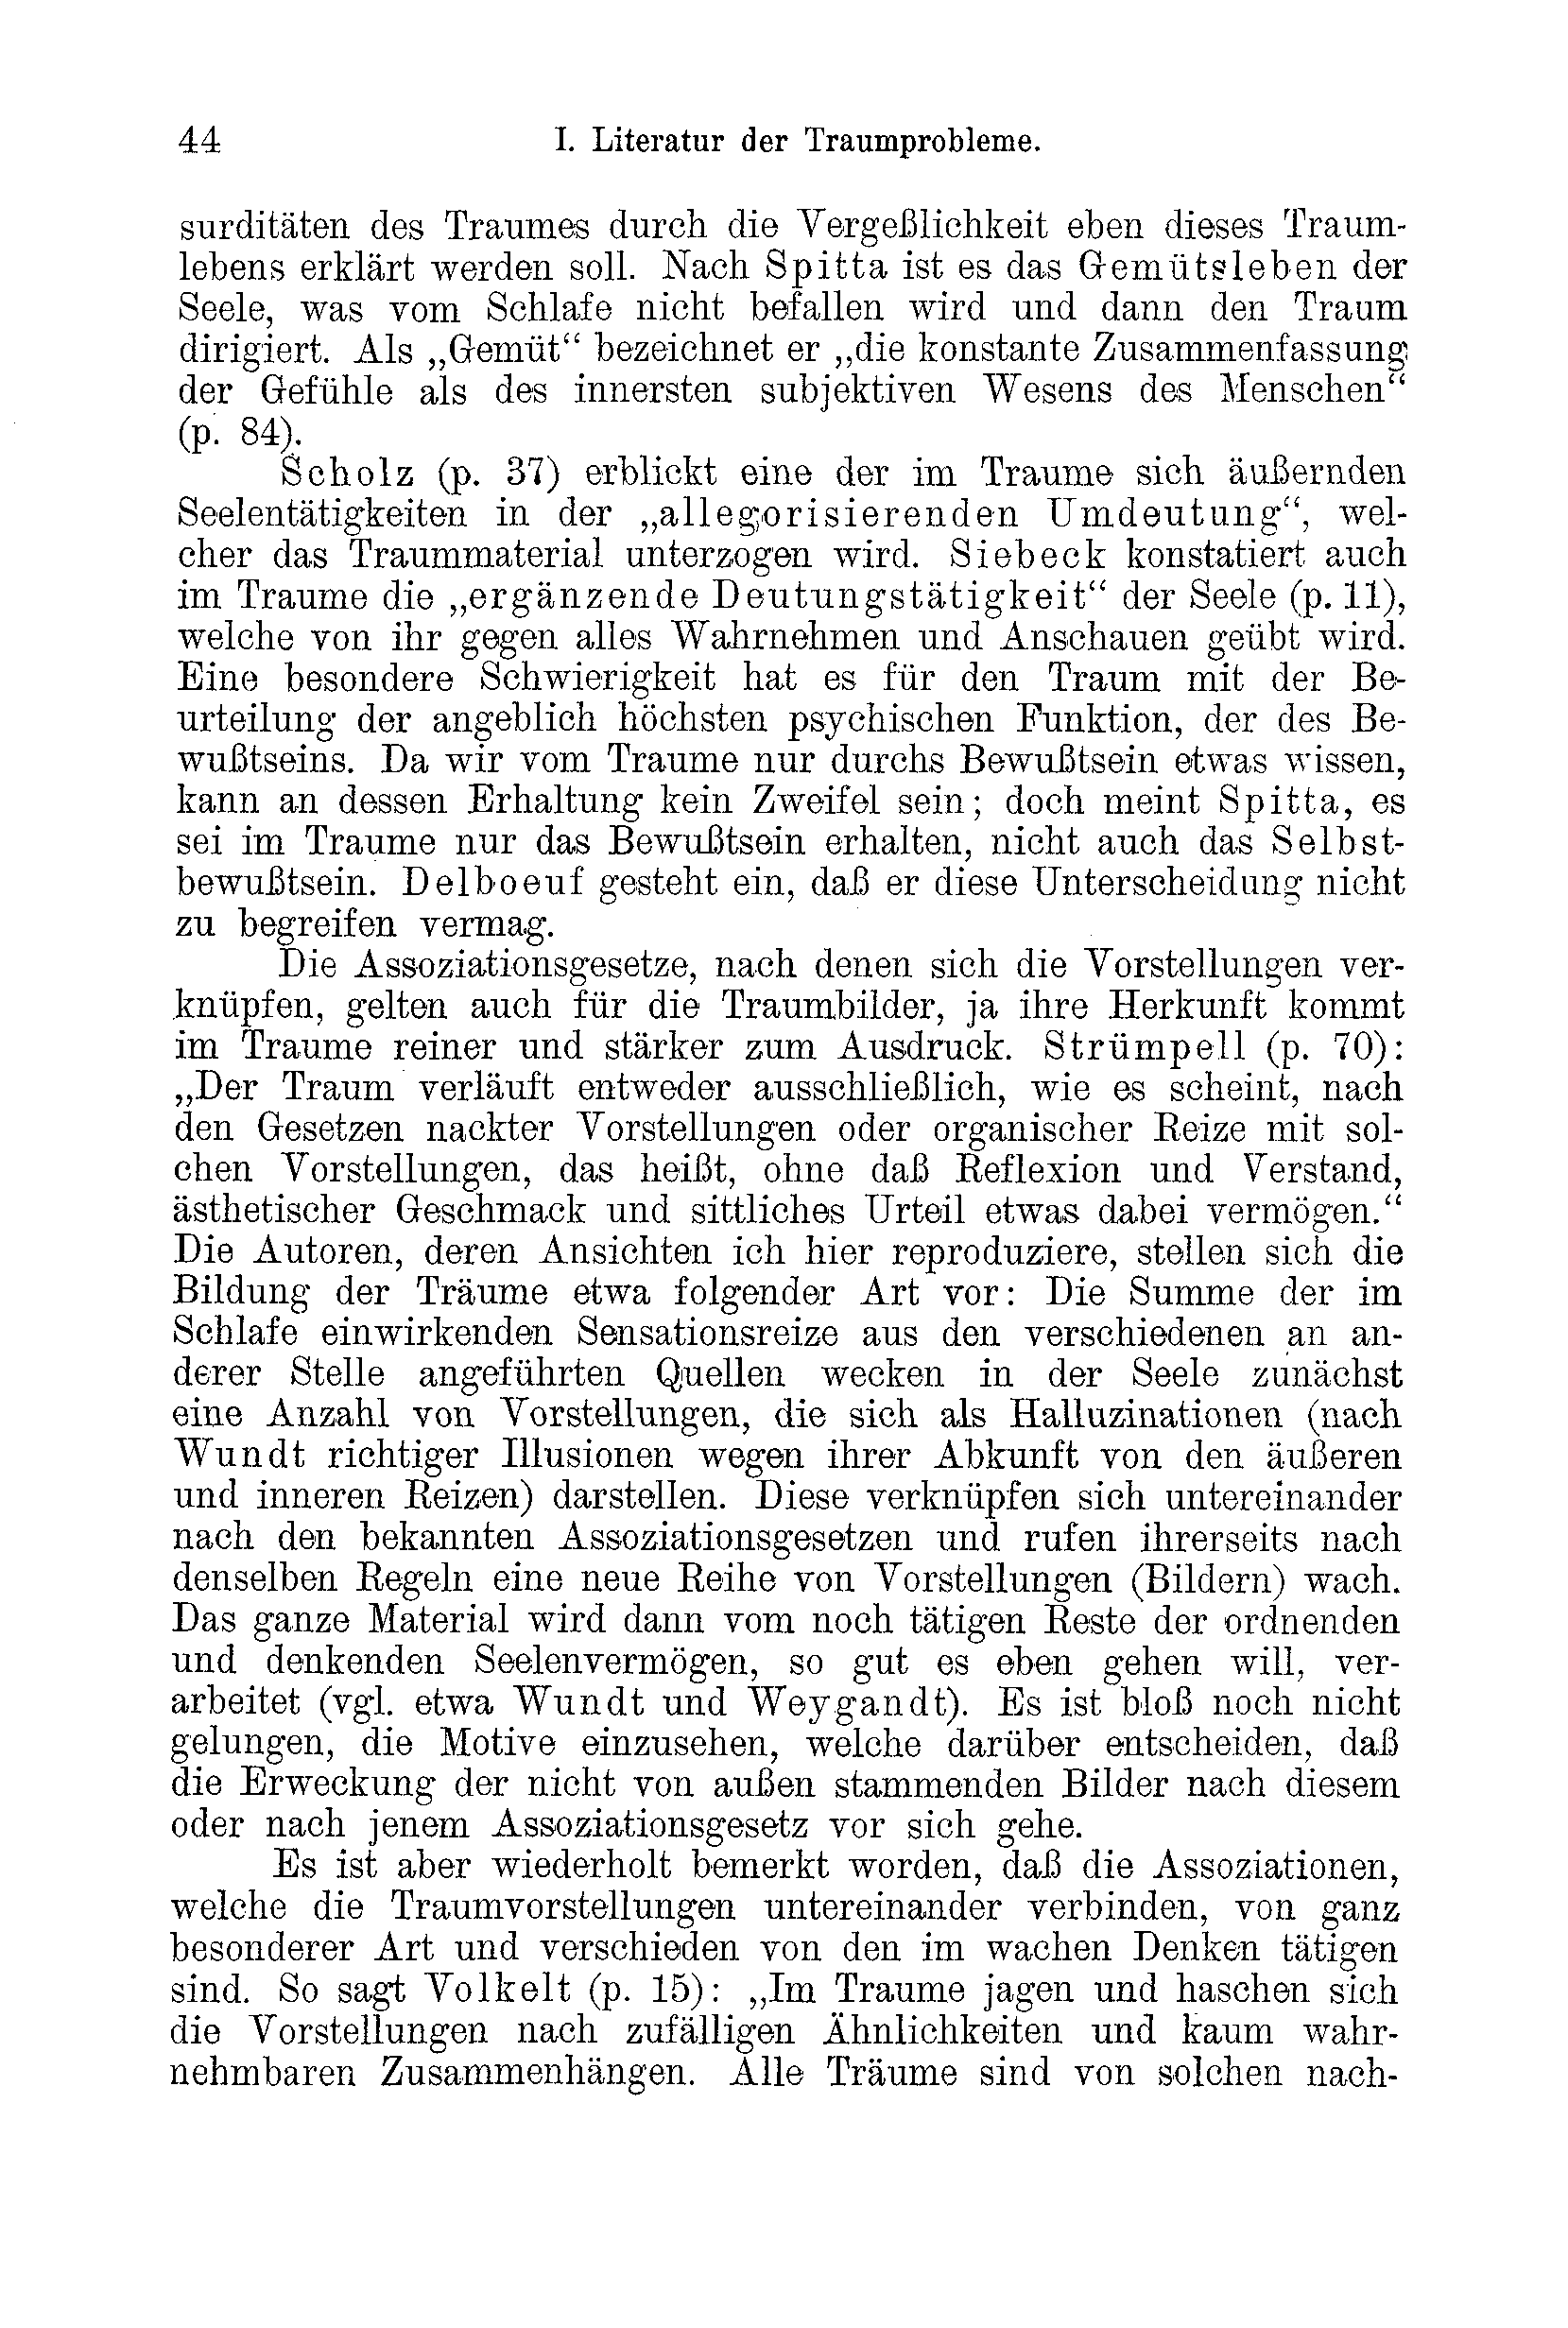 44 I. Literatur der Traumprobleme.
surditäten des Traumes durch die Vergeßlichkeit eben dieses Traum-
lebens erklärt werden soll. Nach Spitta ist es das Gemütsleben der
Seele, was vom Schlafe nicht befallen wird und dann den Traum
dirigiert. Als „Gemüt“ bezeichnet er „die konstante Zusammenfassung
der Gefühle als des innersten subjektiven Wesens des Menschen“
(p. 84).
Scholz (p. 37) erblickt eine der im Traume sich äußernden
Seelentätigkeiten in der „allegorisierenden Umdeutung“, wel-
cher das Traummaterial unterzogen wird. Siebeck konstatiert auch
im Traume die „ergänzende Deutungstätigkeit“ der Seele (p. 11),
welche von ihr gegen alles Wahrnehmen und Anschauen geübt wird.
Eine besondere Schwierigkeit hat es für den Traum mit der Be-
urteilung der angeblich höchsten psychischen Funktion, der des Be-
wußtseins. Da wir vom Traume nur durchs Bewußtsein etwas wissen,
kann an dessen Erhaltung kein Zweifel sein; doch meint Spitta, es
sei im Traume nur das Bewußtsein erhalten, nicht auch das Selbst-
bewußtsein. Delboeuf gesteht ein, daß er diese Unterscheidung nicht
zu begreifen vermag.
Die Assoziationsgesetze, nach denen sich die Vorstellungen ver-
knüpfen, gelten auch für die Traumbilder, ja ihre Herkunft kommt
im Traume reiner und stärker zum Ausdruck. Strümpell (p. 70):
„Der Traum verläuft entweder ausschließlich, wie es scheint, nach
den Gesetzen nackter Vorstellungen oder organischer Reize mit sol-
chen Vorstellungen, das heißt, ohne daß Reflexion und Verstand,
ästhetischer Geschmack und sittliches Urteil etwas dabei vermögen.“
Die Autoren, deren Ansichten ich hier reproduziere, stellen sich die
Bildung der Träume etwa folgender Art vor: Die Summe der im
Schlafe einwirkenden Sensationsreize aus den verschiedenen an an-
derer Stelle angeführten Quellen wecken in der Seele zunächst
eine Anzahl von Vorstellungen, die sich als Halluzinationen (nach
Wundt richtiger Illusionen wegen ihrer Abkunft von den äußeren
und inneren Reizen) darstellen. Diese verknüpfen sich untereinander
nach den bekannten Assoziationsgesetzen und rufen ihrerseits nach
denselben Regeln eine neue Reihe von Vorstellungen (Bildern) wach.
Das ganze Material wird dann vom noch tätigen Reste der ordnenden
und denkenden Seelenvermögen, so gut es eben gehen will, ver-
arbeitet (vgl. etwa Wundt und Weygandt). Es ist bloß noch nicht
gelungen, die Motive einzusehen, welche darüber entscheiden, daß
die Erweckung der nicht von außen stammenden Bilder nach diesem
oder nach jenem Assoziationsgesetz vor sich gehe.
Es ist aber wiederholt bemerkt worden, daß die Assoziationen,
welche die Traumvorstellungen untereinander verbinden, von ganz
besonderer Art und verschieden von den im wachen Denken tätigen
sind. So sagt Volkelt (p. 15): „Im Traume jagen und haschen sich
die Vorstellungen nach zufälligen Ähnlichkeiten und kaum wahr-
nehmbaren Zusammenhängen. Alle Träume sind von solchen nach-